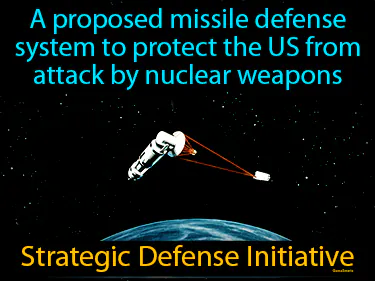 A proposed missile defense
system to protect the US from
attack by nuclear weapons
Strategic Defense Initiative